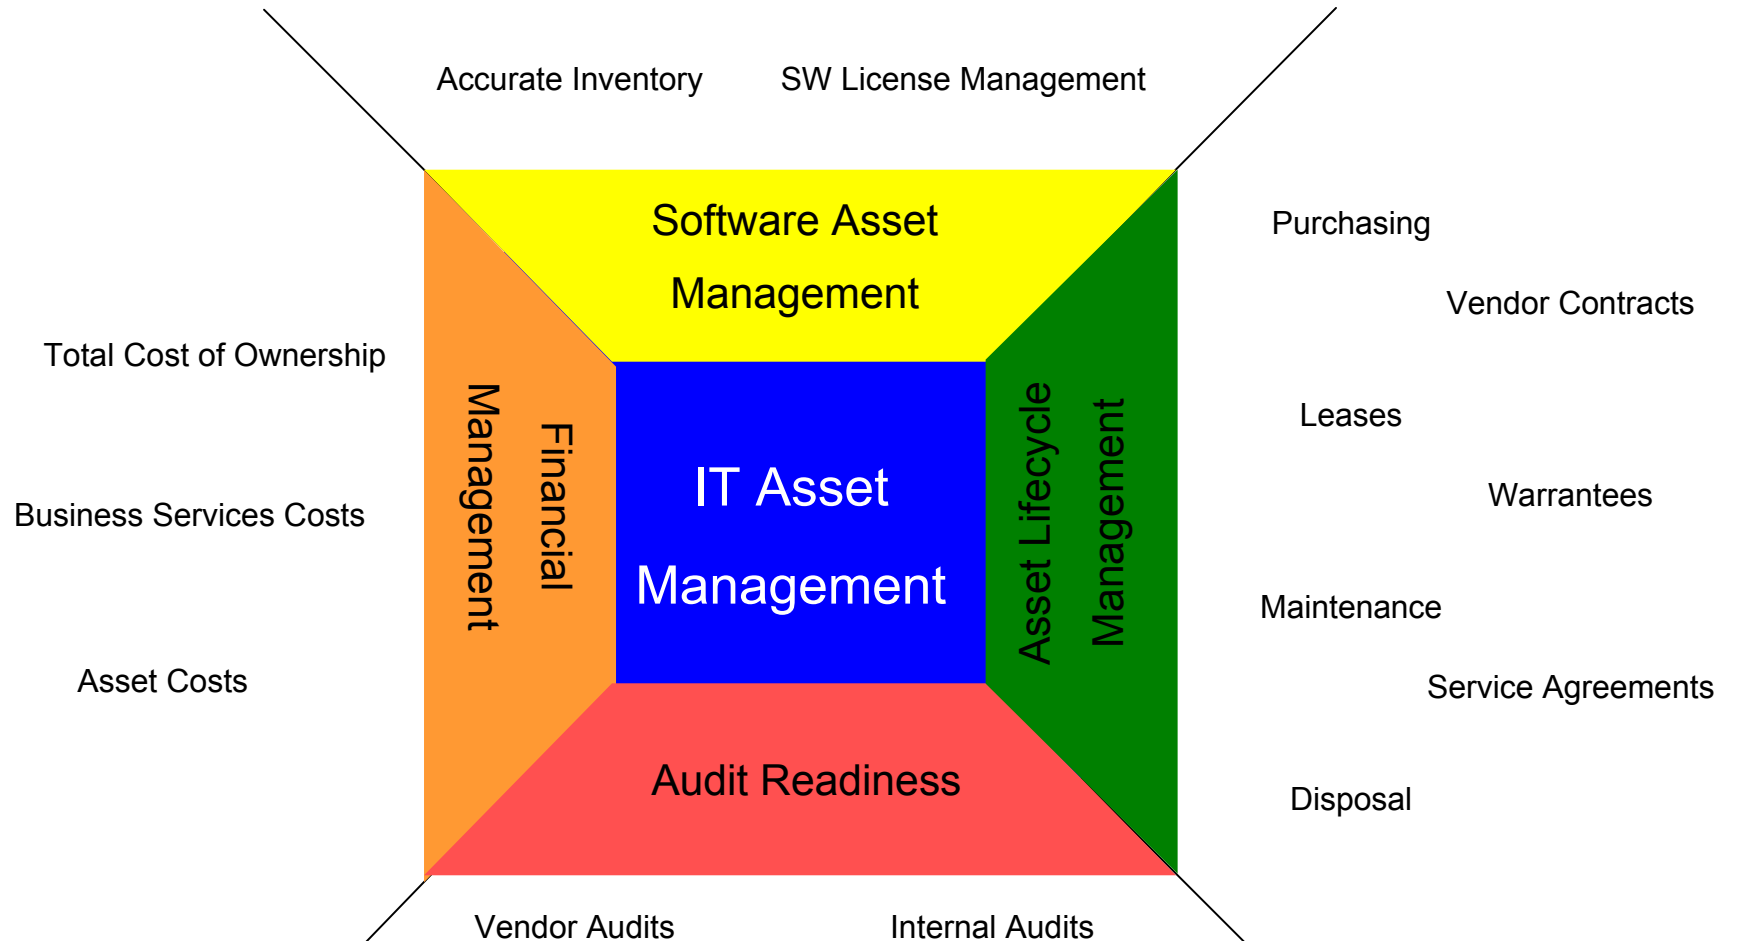 Accurate Inventory
SW License Management
Software Asset
Management
Total Cost of Ownership
Business Services Costs
Asset Costs
Financial
Management
IT Asset
Management
Asset Lifecycle
Management
Purchasing
Vendor Contracts
Leases
Warrantees
Maintenance
Service Agreements
Disposal
Audit Readiness
Vendor Audits
Internal Audits